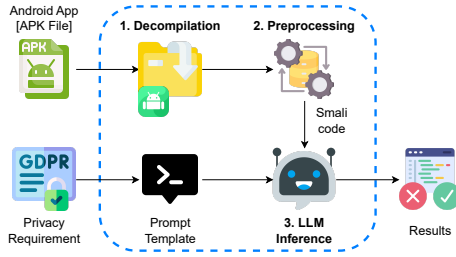 Android App
[APK File]
1. Decompilation
2. Preprocessing
APK
Smali
code
GDPR
>_
Privacy
Requirement
Prompt
Template
3. LLM
Inference
Results